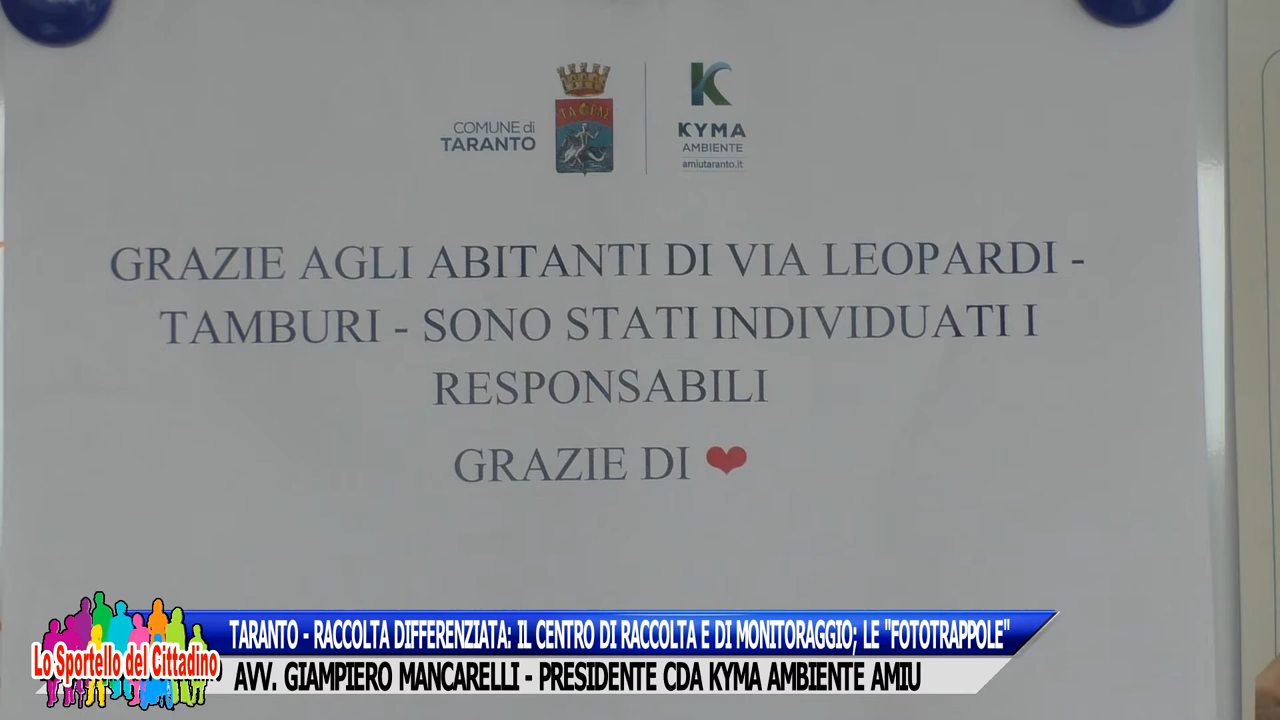 COMUNE di
TARANTO
TA PAΣ
K
KYMA
AMBIENTE
amiutaranto.it
GRAZIE AGLI ABITANTI DI VIA LEOPARDI -
TAMBURI - SONO STATI INDIVIDUATI I
RESPONSABILI
GRAZIE DI ❤
Lo Sportello del Cittadino
TARANTO - RACCOLTA DIFFERENZIATA: IL CENTRO DI RACCOLTA E DI MONITORAGGIO; LE "FOTOTRAPPOLE"
AVV. GIAMPIERO MANCARELLI - PRESIDENTE CDA KYMA AMBIENTE AMIU